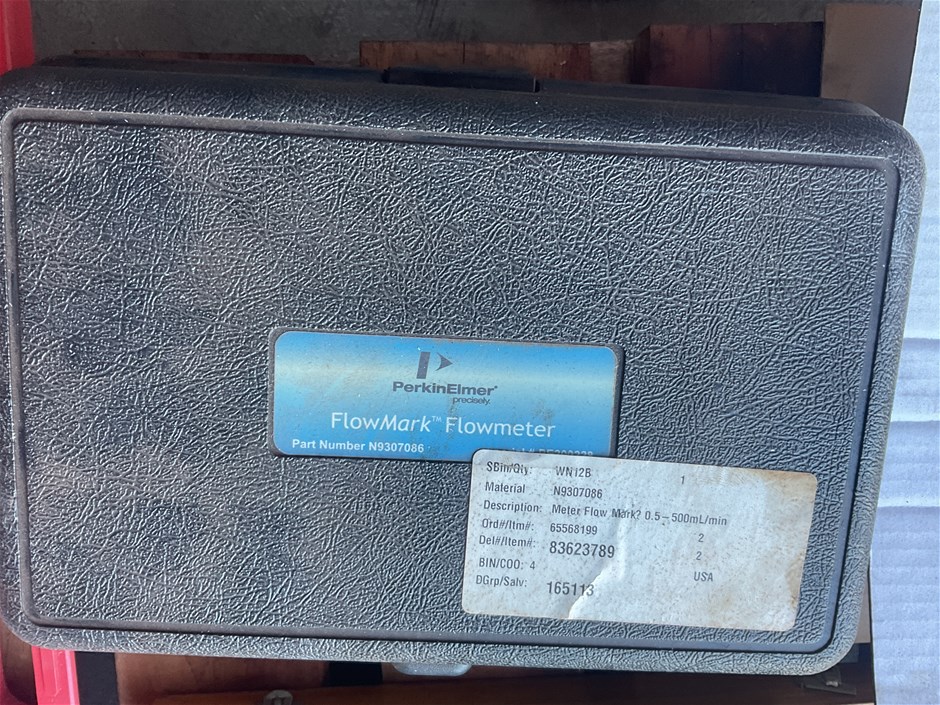 PerkinElmer®
precisely.
FlowMark™ Flowmeter
Part Number N9307086
SBin/Qty: WN12B 1
Material N9307086
Description: Meter Flow Mark? 0.5 – 500mL/min
Ord#/Itm#: 65568199 2
Del#/Item#: 83623789 2
BIN/COO: 4 USA
DGrp/Salv: 165113